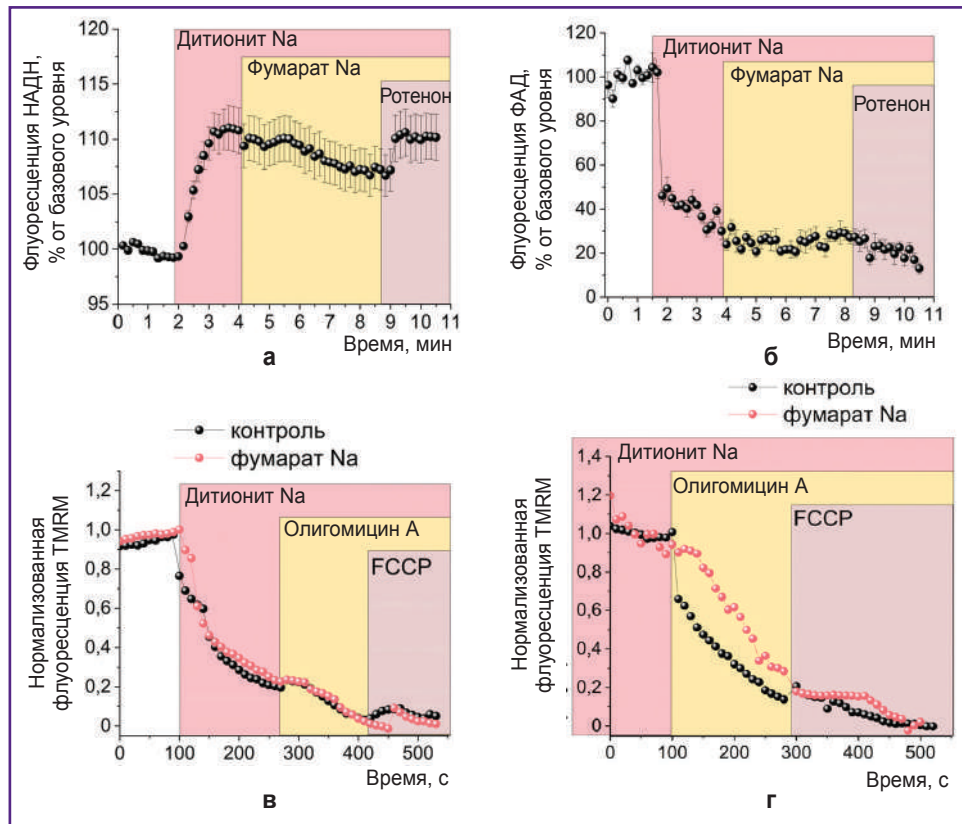 120
115
110
105
100
95
Флуоресценция НАДН,
% от базового уровня
Дитионит Na
Фумарат Na
Ротенон
0 1 2 3 4 5 6 7 8 9 10 11
Время, мин
а
120
100
80
60
40
20
0
Флуоресценция ФАД,
% от базового уровня
Дитионит Na
Фумарат Na
Ротенон
0 1 2 3 4 5 6 7 8 9 10 11
Время, мин
б
контроль
фумарат Na
1,2
1,0
0,8
0,6
0,4
0,2
0
Нормализованная
флуоресценция TMRM
Дитионит Na
Олигомицин А
FCCP
0 100 200 300 400 500
Время, с
в
контроль
фумарат Na
1,4
1,2
1,0
0,8
0,6
0,4
0,2
0
Нормализованная
флуоресценция TMRM
Дитионит Na
Олигомицин А
FCCP
0 100 200 300 400 500
Время, с
г